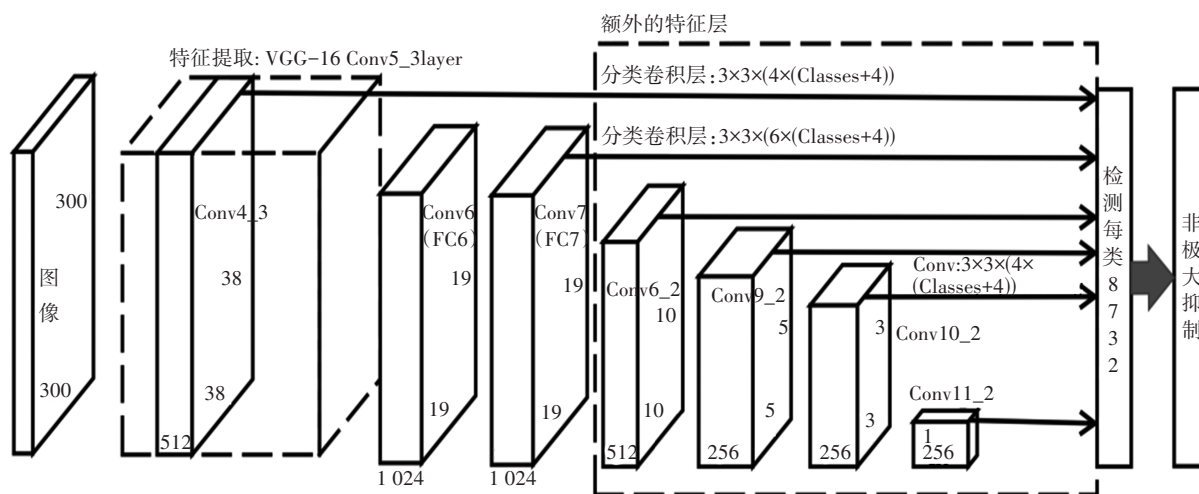 额外的特征层
特征提取: VGG-16 Conv5_3layer
分类卷积层:3×3×(4×(Classes+4))
分类卷积层:3×3×(6×(Classes+4))
图像
300
300
Conv4_3
38
38
512
Conv6
(FC6)
19
19
1 024
Conv7
(FC7)
19
19
1 024
Conv6_2
10
10
512
Conv9_2
5
5
256
Conv:3×3×(4×
(Classes+4))
3
Conv10_2
3
256
Conv11_2
1
256
检测每类8732
非极大抑制